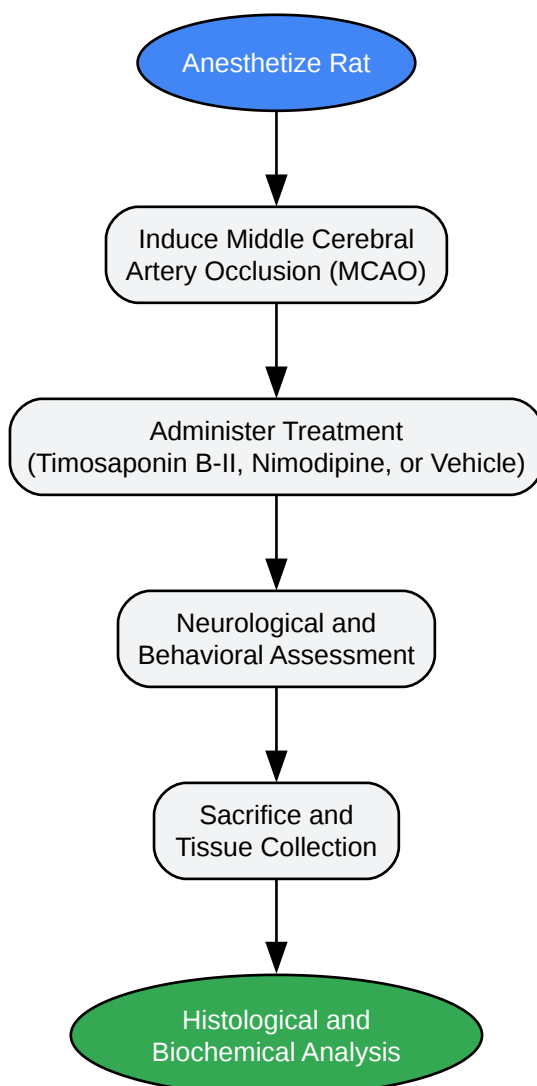 Anesthetize Rat
Induce Middle Cerebral
Artery Occlusion (MCAO)
Administer Treatment
(Timosaponin B-II, Nimodipine, or Vehicle)
Neurological and
Behavioral Assessment
Sacrifice and
Tissue Collection
Histological and
Biochemical Analysis